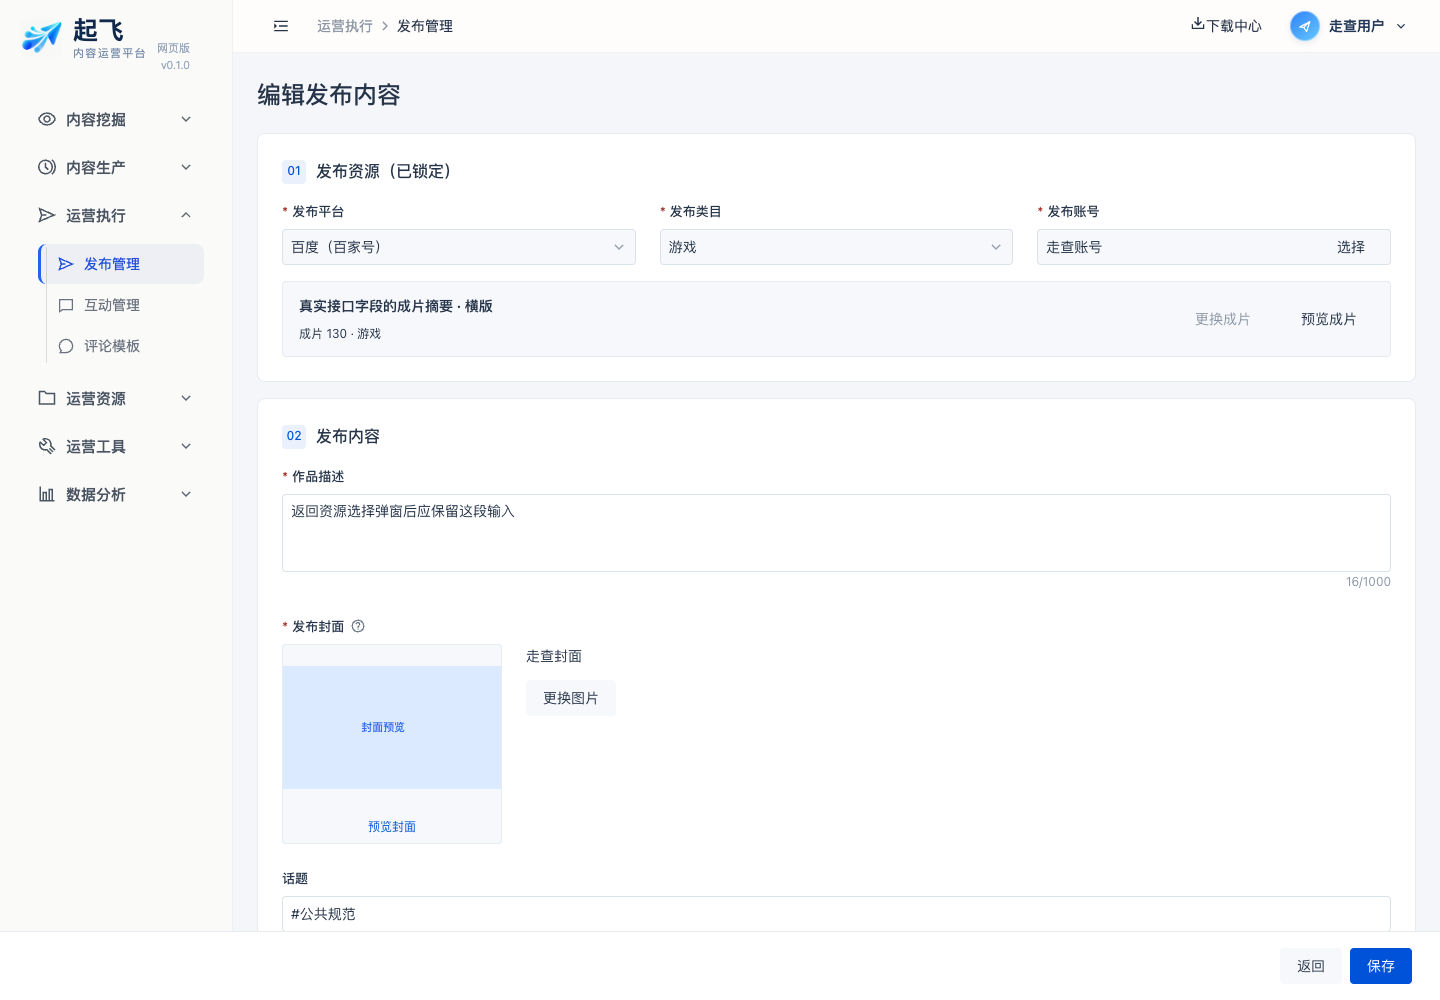 起飞
内容运营平台
网页版
v0.1.0
内容挖掘
内容生产
运营执行
发布管理
互动管理
评论模板
运营资源
运营工具
数据分析
运营执行 > 发布管理
下载中心
走查用户
编辑发布内容
01 发布资源（已锁定）
* 发布平台
百度（百家号）
* 发布类目
游戏
* 发布账号
走查账号 选择
真实接口字段的成片摘要 · 横版
成片 130 · 游戏
更换成片 预览成片
02 发布内容
* 作品描述
返回资源选择弹窗后应保留这段输入
16/1000
* 发布封面
封面预览
预览封面
走查封面
更换图片
话题
#公共规范
返回 保存